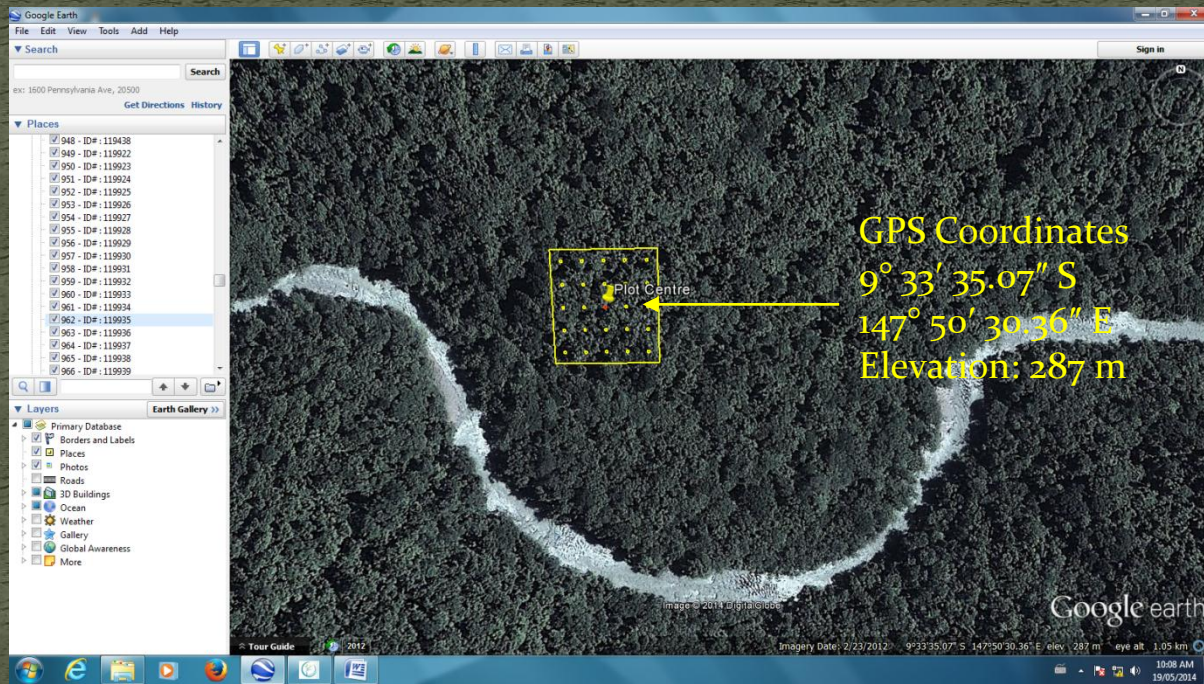 Google Earth
File Edit View Tools Add Help
▼ Search
Search
ex: 1600 Pennsylvania Ave, 20500
Get Directions History
▼ Places
948 - ID# : 119438
949 - ID# : 119922
950 - ID# : 119923
951 - ID# : 119924
952 - ID# : 119925
953 - ID# : 119926
954 - ID# : 119927
955 - ID# : 119928
956 - ID# : 119929
957 - ID# : 119930
958 - ID# : 119931
959 - ID# : 119932
960 - ID# : 119933
961 - ID# : 119934
962 - ID# : 119935
963 - ID# : 119936
964 - ID# : 119937
965 - ID# : 119938
966 - ID# : 119939
▼ Layers
Earth Gallery »
Primary Database
Borders and Labels
Places
Photos
Roads
3D Buildings
Ocean
Weather
Gallery
Global Awareness
More
Sign in
N
Plot Centre
GPS Coordinates
9° 33′ 35.07″ S
147° 50′ 30.36″ E
Elevation: 287 m
Image © 2014 DigitalGlobe
Google earth
Tour Guide
2012
Imagery Date: 2/23/2012 9°33'35.07" S 147°50'30.36" E elev 287 m eye alt 1.05 km
10:08 AM
19/05/2014